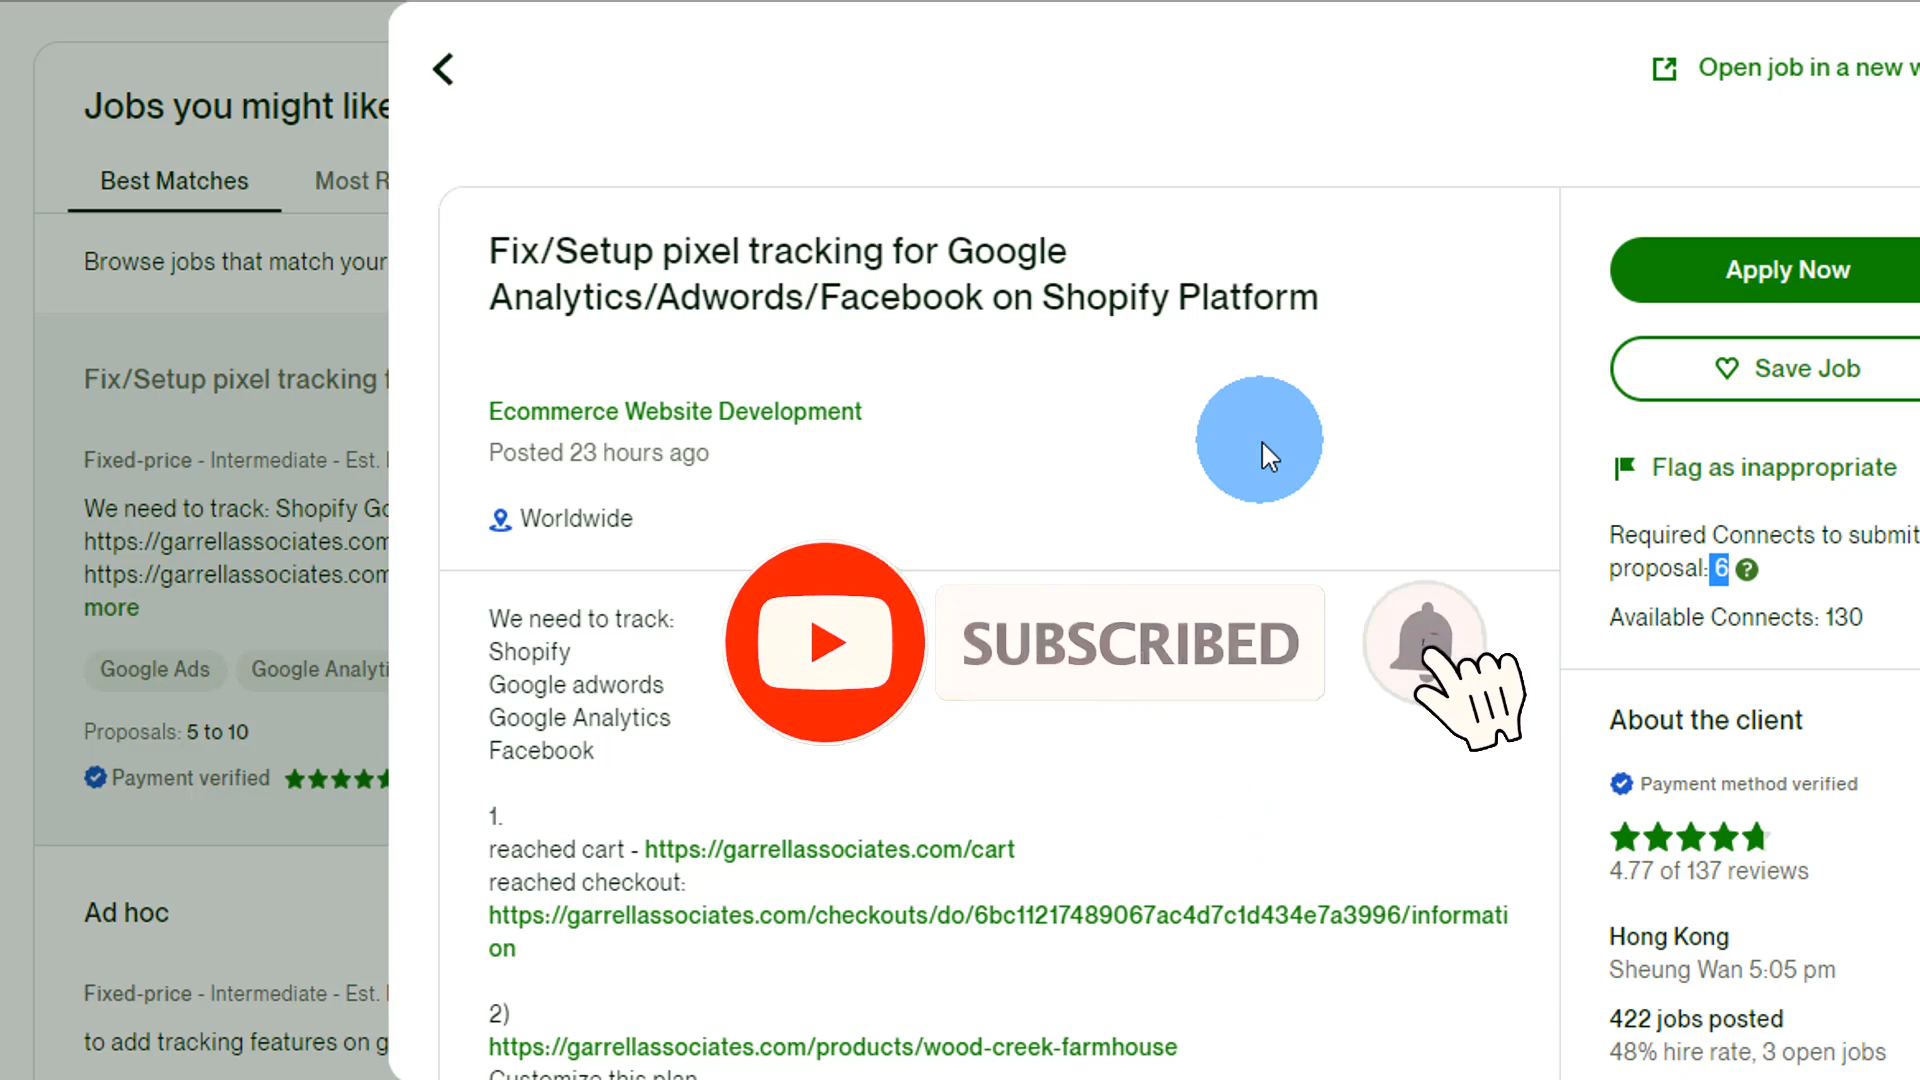 Jobs you might like
Best Matches
Most R
Browse jobs that match your
Fix/Setup pixel tracking f
Fixed-price - Intermediate - Est.
We need to track: Shopify Go
https://garrellassociates.com
https://garrellassociates.com
more
Google Ads
Google Analyti
Proposals: 5 to 10
Payment verified
Ad hoc
Fixed-price - Intermediate - Est.
to add tracking features on g
Open job in a new w
Fix/Setup pixel tracking for Google
Analytics/Adwords/Facebook on Shopify Platform
Ecommerce Website Development
Posted 23 hours ago
Worldwide
We need to track:
Shopify
Google adwords
Google Analytics
Facebook
SUBSCRIBED
1.
reached cart - https://garrellassociates.com/cart
reached checkout:
https://garrellassociates.com/checkouts/do/6bc11217489067ac4d7c1d434e7a3996/informati
on
2)
https://garrellassociates.com/products/wood-creek-farmhouse
Customize this plan
Apply Now
Save Job
Flag as inappropriate
Required Connects to submit
proposal: 6 ?
Available Connects: 130
About the client
Payment method verified
4.77 of 137 reviews
Hong Kong
Sheung Wan 5:05 pm
422 jobs posted
48% hire rate, 3 open jobs